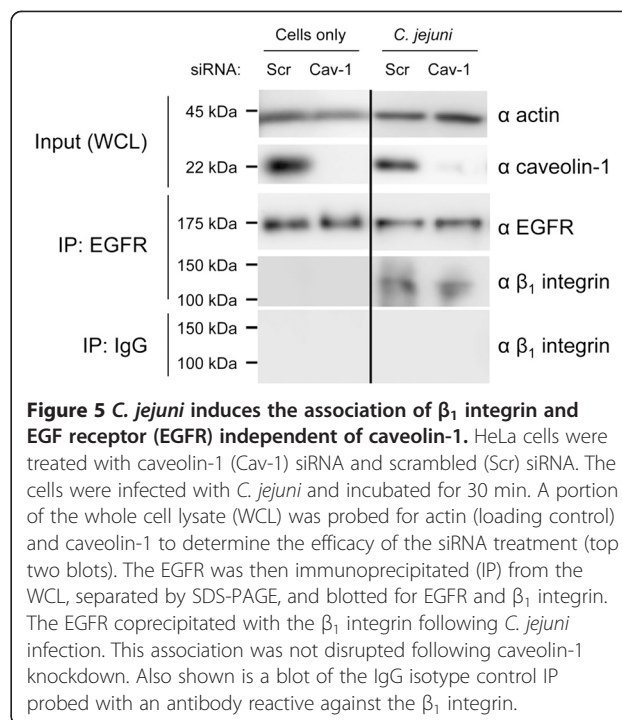 Cells only C. jejuni
siRNA: Scr Cav-1 Scr Cav-1
Input (WCL)
45 kDa α actin
22 kDa α caveolin-1
IP: EGFR
175 kDa α EGFR
150 kDa
100 kDa α β1 integrin
IP: IgG
150 kDa
100 kDa α β1 integrin
Figure 5 C. jejuni induces the association of β1 integrin and
EGF receptor (EGFR) independent of caveolin-1. HeLa cells were
treated with caveolin-1 (Cav-1) siRNA and scrambled (Scr) siRNA. The
cells were infected with C. jejuni and incubated for 30 min. A portion
of the whole cell lysate (WCL) was probed for actin (loading control)
and caveolin-1 to determine the efficacy of the siRNA treatment (top
two blots). The EGFR was then immunoprecipitated (IP) from the
WCL, separated by SDS-PAGE, and blotted for EGFR and β1 integrin.
The EGFR coprecipitated with the β1 integrin following C. jejuni
infection. This association was not disrupted following caveolin-1
knockdown. Also shown is a blot of the IgG isotype control IP
probed with an antibody reactive against the β1 integrin.